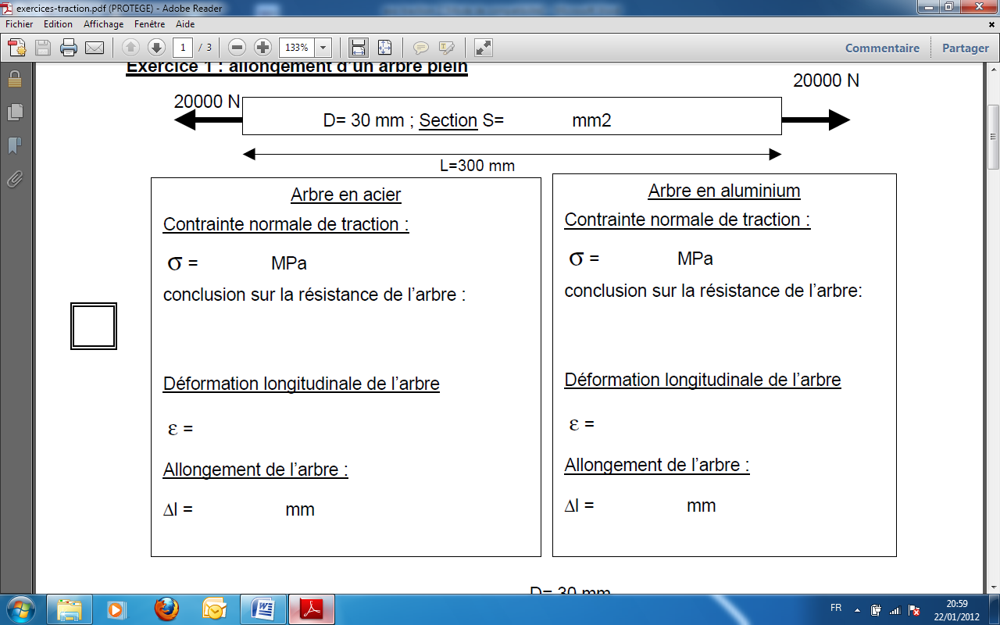 exercices-traction.pdf (PROTEGE) - Adobe Reader
Fichier Edition Affichage Fenêtre Aide
1 / 3 133% Commentaire Partager
Exercice 1 : allongement d'un arbre plein
20000 N
20000 N
D= 30 mm ; Section S= mm2
L=300 mm
Arbre en acier
Contrainte normale de traction :
σ = MPa
conclusion sur la résistance de l'arbre :
Déformation longitudinale de l'arbre
ε =
Allongement de l'arbre :
Δl = mm
Arbre en aluminium
Contrainte normale de traction :
σ = MPa
conclusion sur la résistance de l'arbre:
Déformation longitudinale de l'arbre
ε =
Allongement de l'arbre :
Δl = mm
D= 30 mm
FR
20:59
22/01/2012